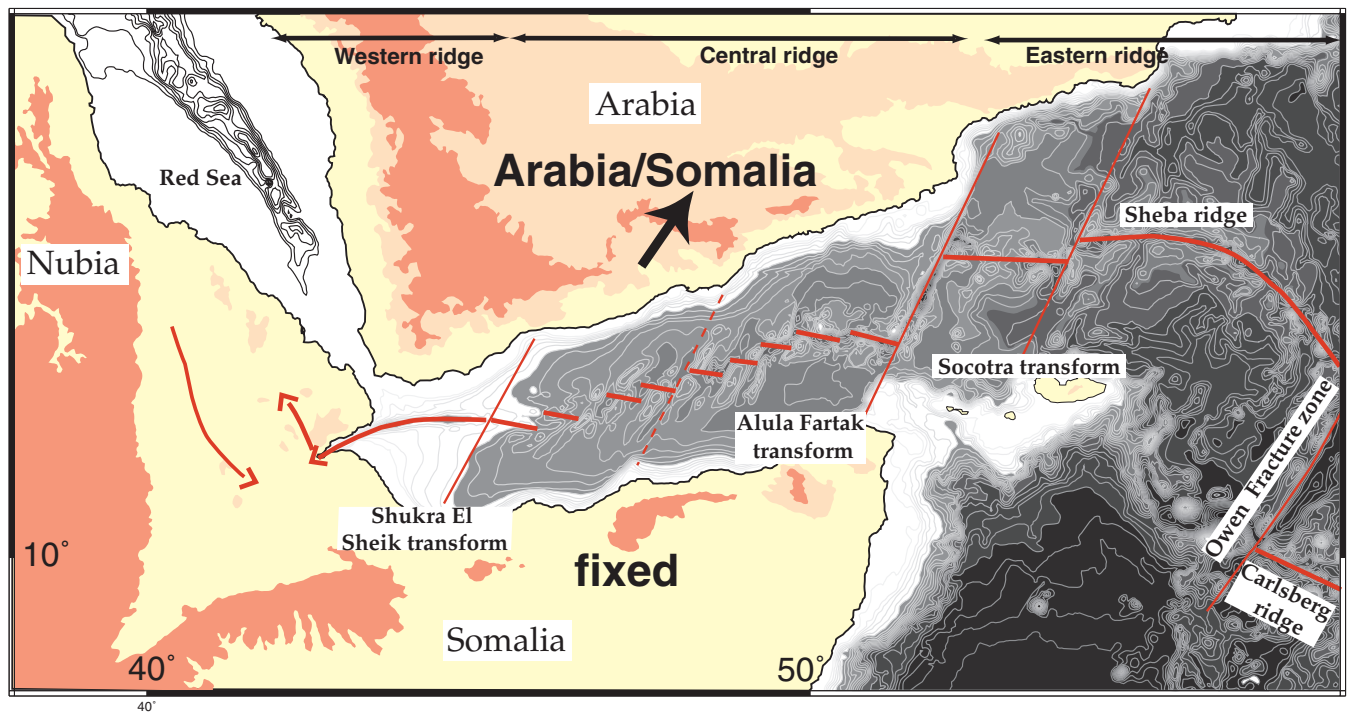 Western ridge
Central ridge
Eastern ridge
Arabia
Red Sea
Arabia/Somalia
Sheba ridge
Nubia
Socotra transform
Alula Fartak
transform
Owen Fracture zone
Shukra El
Sheik transform
10°
fixed
Carlsberg
ridge
Somalia
40°
50°
40°